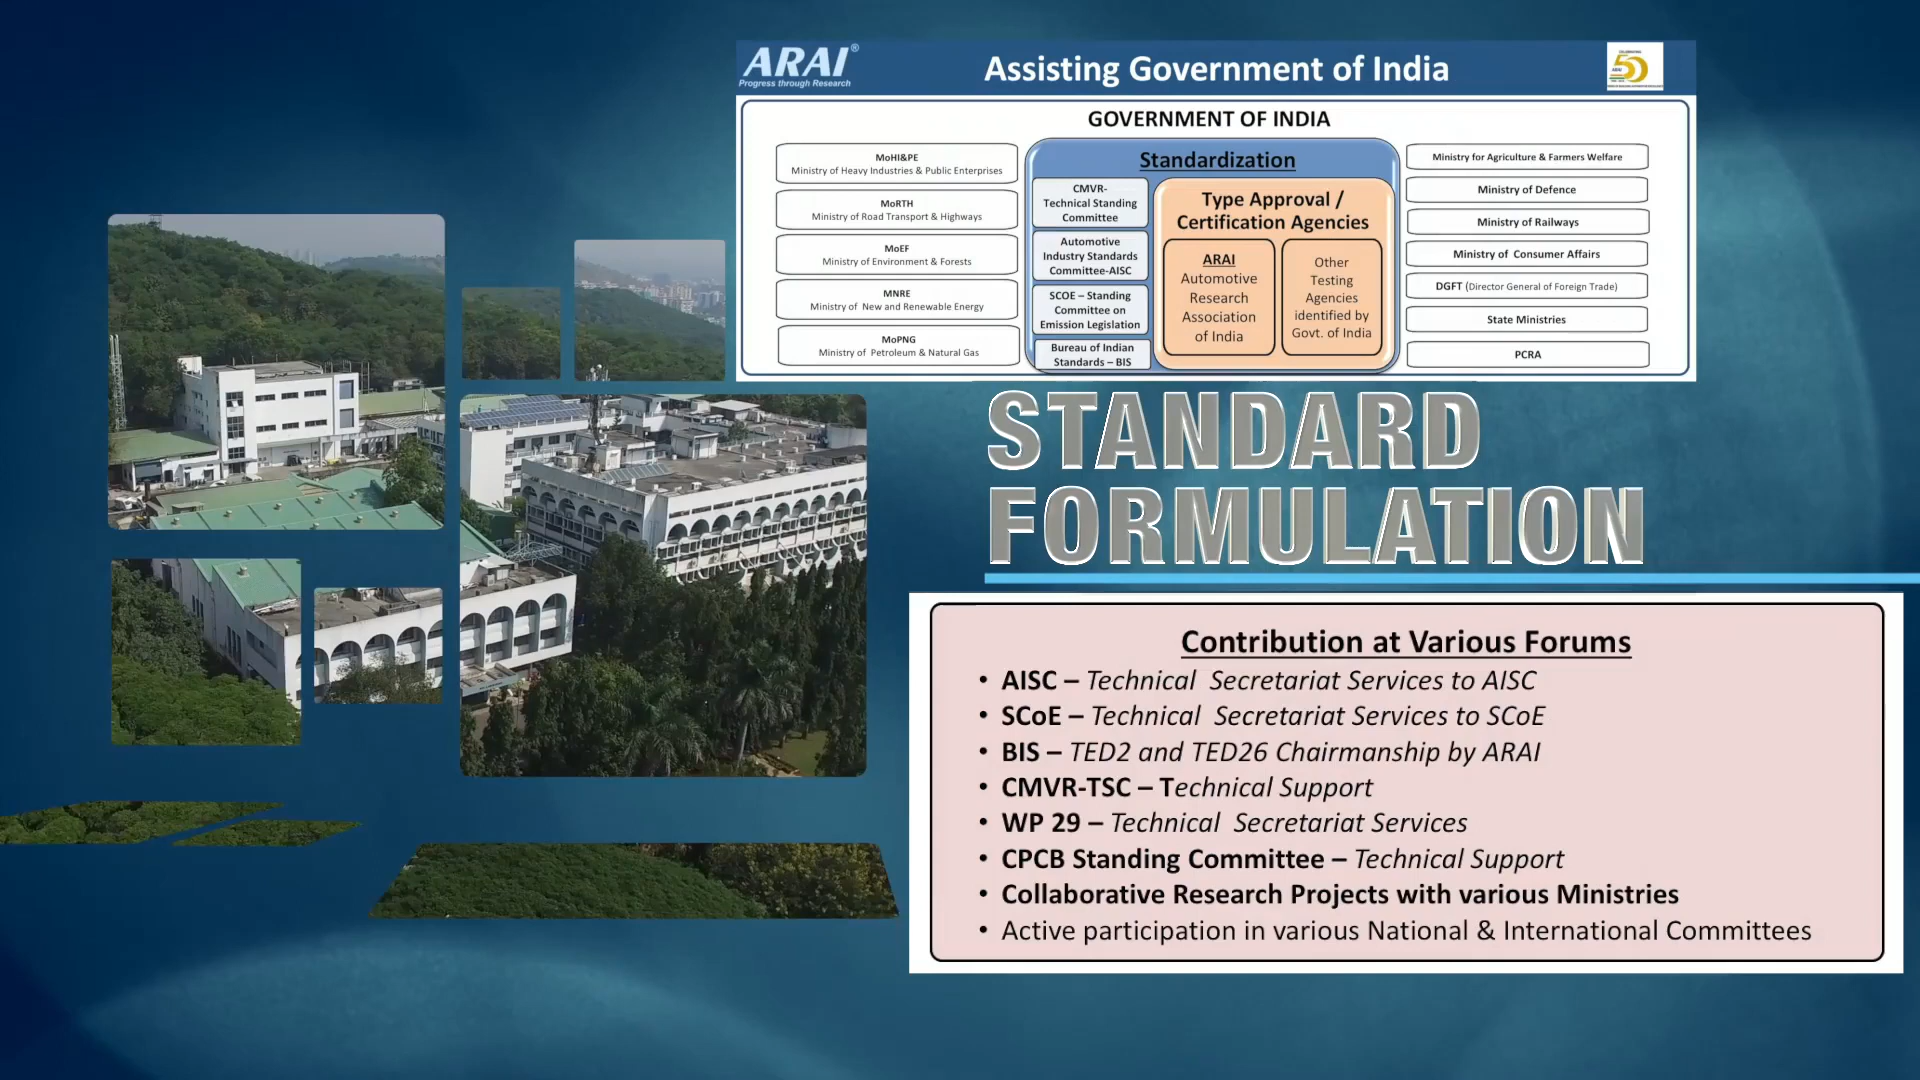 ARAI®
Progress through Research
Assisting Government of India
GOVERNMENT OF INDIA
MoHI&PE
Ministry of Heavy Industries & Public Enterprises
MoRTH
Ministry of Road Transport & Highways
MoEF
Ministry of Environment & Forests
MNRE
Ministry of New and Renewable Energy
MoPNG
Ministry of Petroleum & Natural Gas
Standardization
CMVR-
Technical Standing
Committee
Automotive
Industry Standards
Committee-AISC
SCOE – Standing
Committee on
Emission Legislation
Bureau of Indian
Standards – BIS
Type Approval /
Certification Agencies
ARAI
Automotive
Research
Association
of India
Other
Testing
Agencies
identified by
Govt. of India
Ministry for Agriculture & Farmers Welfare
Ministry of Defence
Ministry of Railways
Ministry of Consumer Affairs
DGFT (Director General of Foreign Trade)
State Ministries
PCRA
STANDARD
FORMULATION
Contribution at Various Forums
• AISC – Technical Secretariat Services to AISC
• SCoE – Technical Secretariat Services to SCoE
• BIS – TED2 and TED26 Chairmanship by ARAI
• CMVR-TSC – Technical Support
• WP 29 – Technical Secretariat Services
• CPCB Standing Committee – Technical Support
• Collaborative Research Projects with various Ministries
• Active participation in various National & International Committees